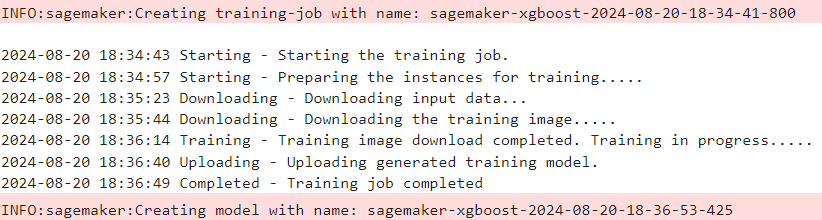 INFO:sagemaker:Creating training-job with name: sagemaker-xgboost-2024-08-20-18-34-41-800
2024-08-20 18:34:43 Starting - Starting the training job.
2024-08-20 18:34:57 Starting - Preparing the instances for training.....
2024-08-20 18:35:23 Downloading - Downloading input data...
2024-08-20 18:35:44 Downloading - Downloading the training image.....
2024-08-20 18:36:14 Training - Training image download completed. Training in progress.....
2024-08-20 18:36:40 Uploading - Uploading generated training model.
2024-08-20 18:36:49 Completed - Training job completed
INFO:sagemaker:Creating model with name: sagemaker-xgboost-2024-08-20-18-36-53-425